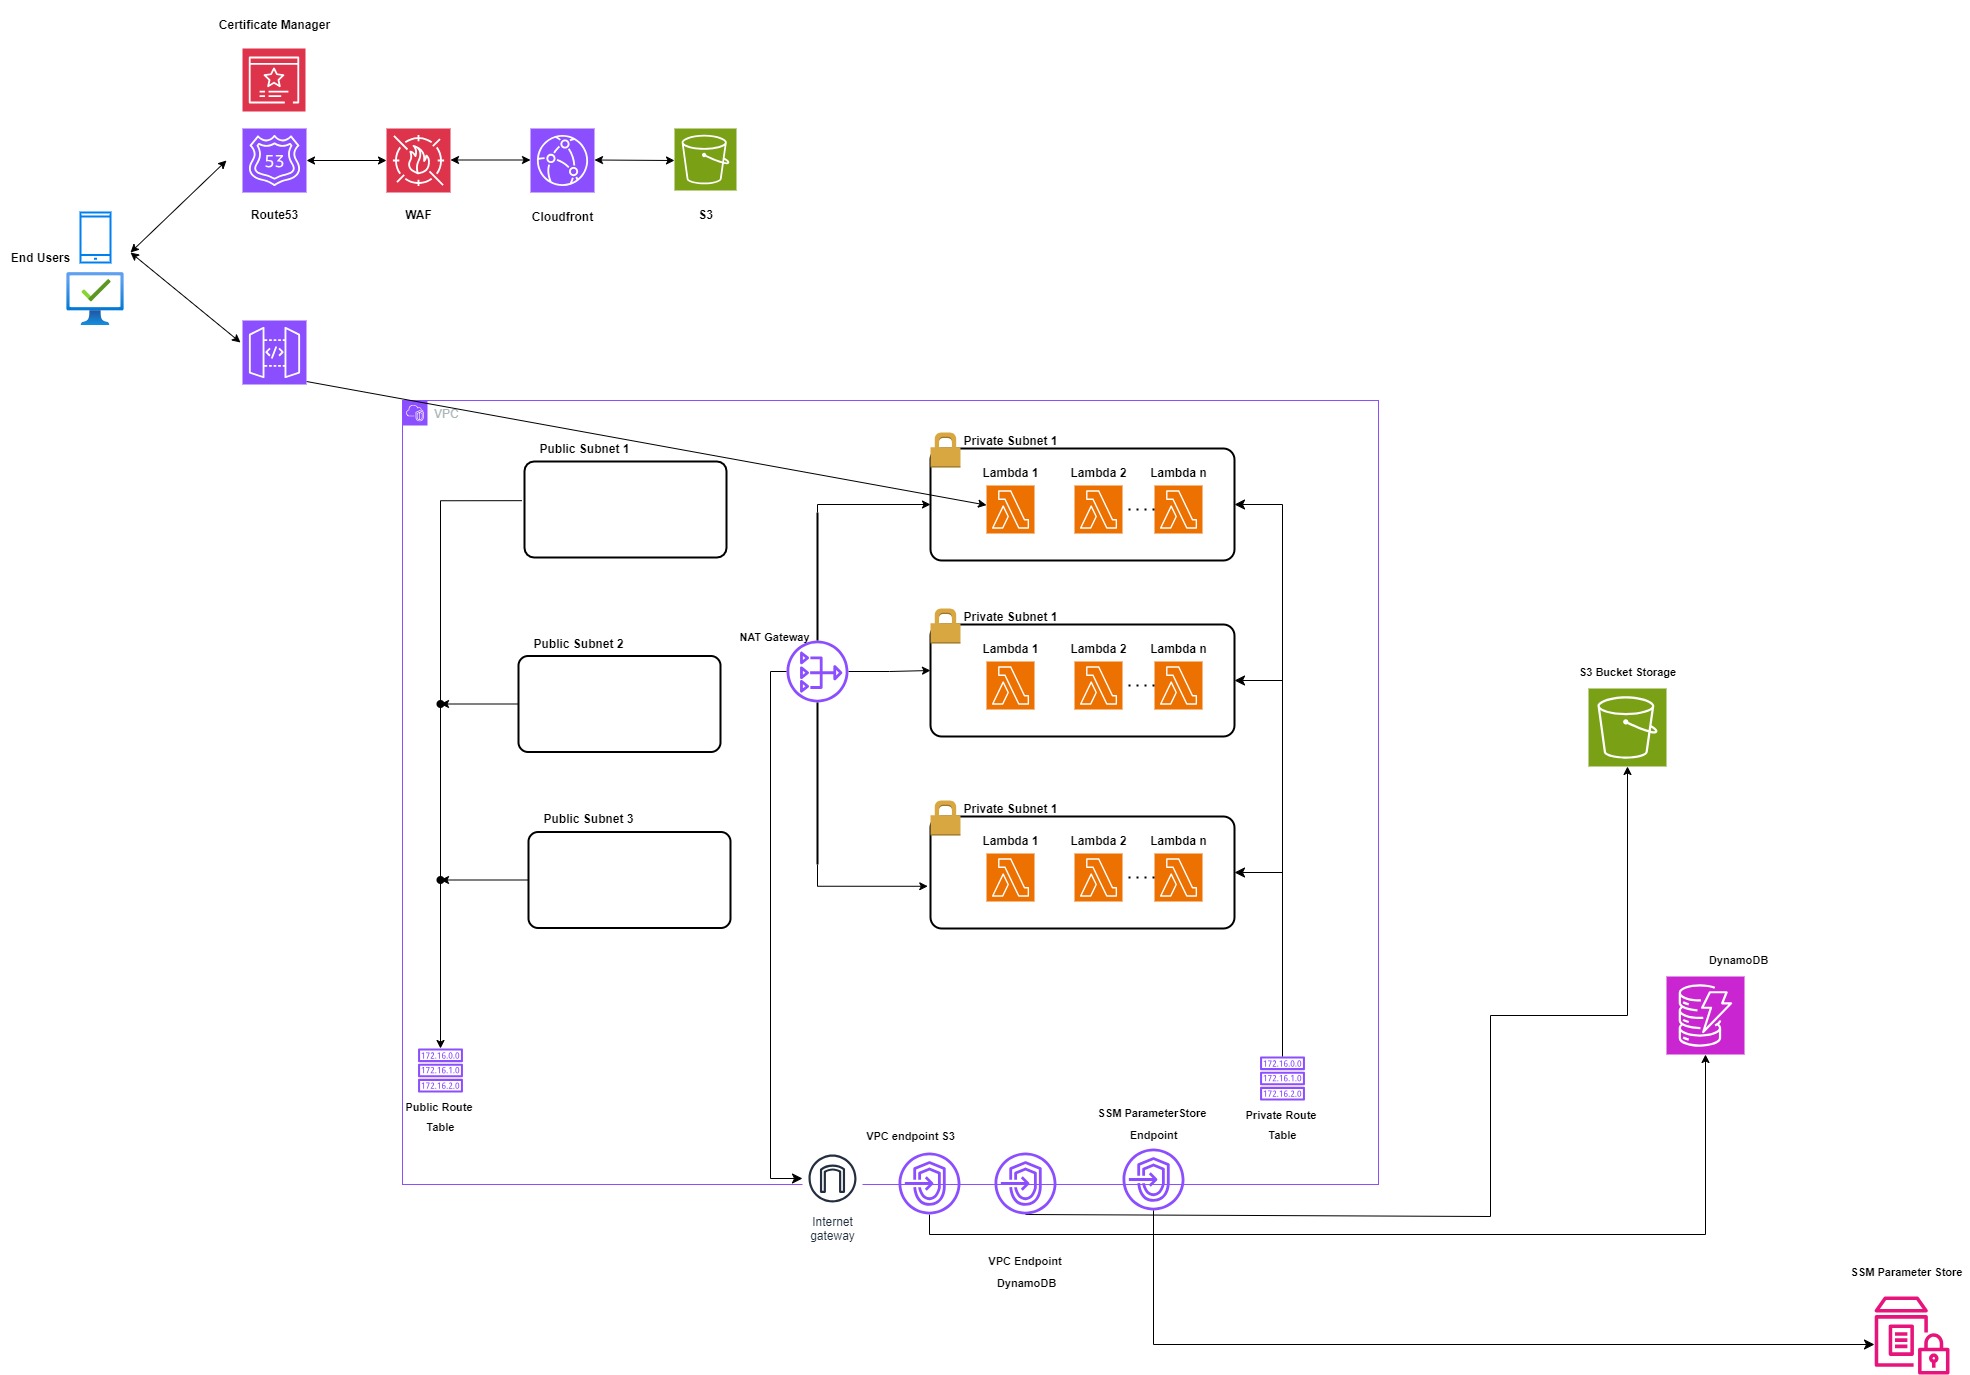 Certificate Manager
53
Route53
WAF
Cloudfront
S3
End Users
</>
VPC
Public Subnet 1
Private Subnet 1
Lambda 1
Lambda 2
Lambda n
NAT Gateway
Public Subnet 2
Private Subnet 1
Lambda 1
Lambda 2
Lambda n
S3 Bucket Storage
Public Subnet 3
Private Subnet 1
Lambda 1
Lambda 2
Lambda n
DynamoDB
172.16.0.0
172.16.1.0
172.16.2.0
Public Route
Table
172.16.0.0
172.16.1.0
172.16.2.0
Private Route
Table
SSM ParameterStore
Endpoint
VPC endpoint S3
Internet
gateway
VPC Endpoint
DynamoDB
SSM Parameter Store